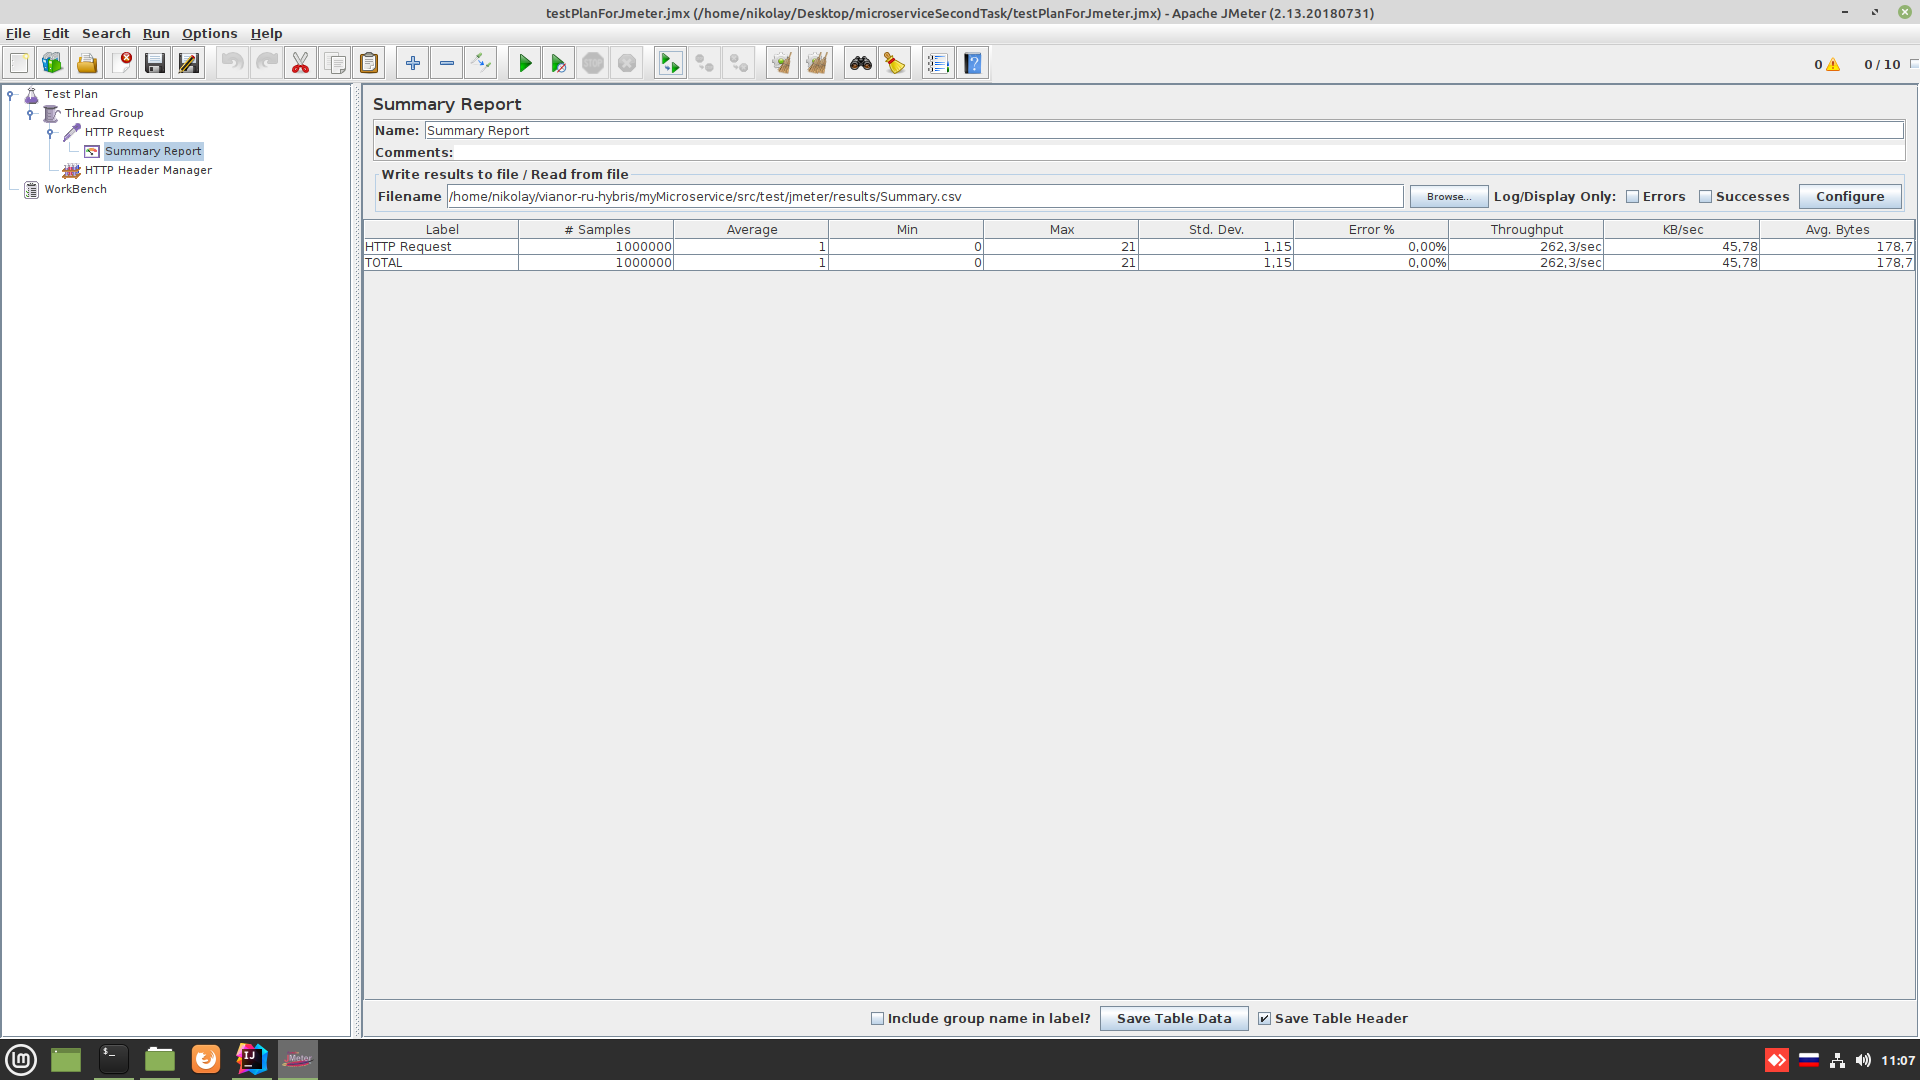 testPlanForJmeter.jmx (/home/nikolay/Desktop/microserviceSecondTask/testPlanForJmeter.jmx) - Apache JMeter (2.13.20180731)
File Edit Search Run Options Help
STOP
0 0 / 10
Test Plan
Thread Group
HTTP Request
Summary Report
HTTP Header Manager
WorkBench
Summary Report
Name: Summary Report
Comments:
Write results to file / Read from file
Filename /home/nikolay/vianor-ru-hybris/myMicroservice/src/test/jmeter/results/Summary.csv Browse... Log/Display Only: Errors Successes Configure
Label # Samples Average Min Max Std. Dev. Error % Throughput KB/sec Avg. Bytes
HTTP Request 1000000 1 0 21 1,15 0,00% 262,3/sec 45,78 178,7
TOTAL 1000000 1 0 21 1,15 0,00% 262,3/sec 45,78 178,7
Include group name in label? Save Table Data Save Table Header
lm $_ IJ Meter 11:07